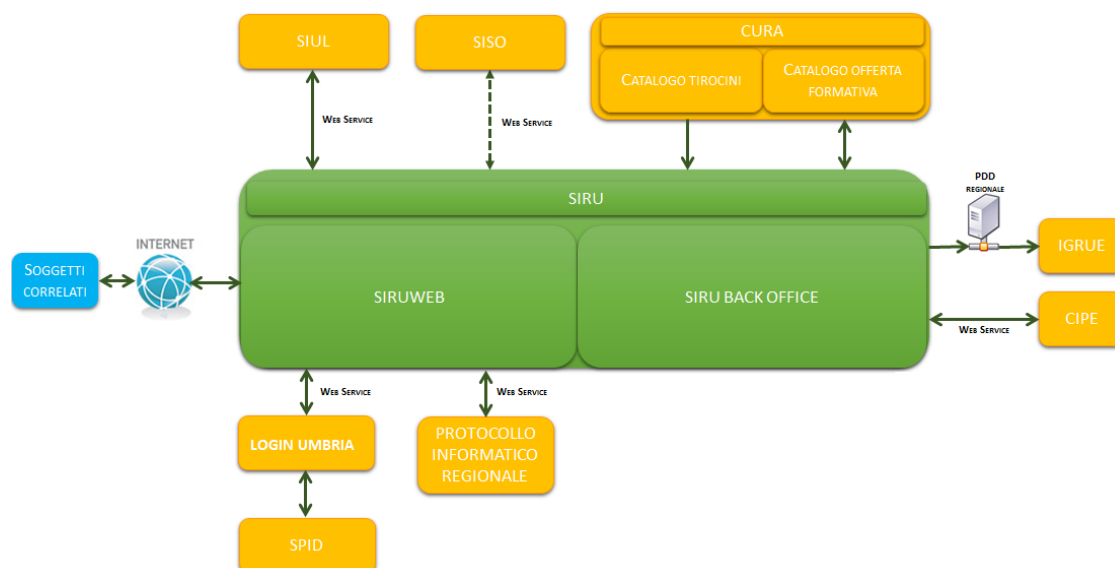 SIUL
SISO
CURA
CATALOGO TIROCINI
CATALOGO OFFERTA
FORMATIVA
WEB SERVICE
WEB SERVICE
PDD
REGIONALE
SIRU
INTERNET
SOGGETTI
CORRELATI
SIRUWEB
SIRU BACK OFFICE
IGRUE
CIPE
WEB SERVICE
WEB SERVICE
WEB SERVICE
LOGIN UMBRIA
PROTOCOLLO
INFORMATICO
REGIONALE
SPID